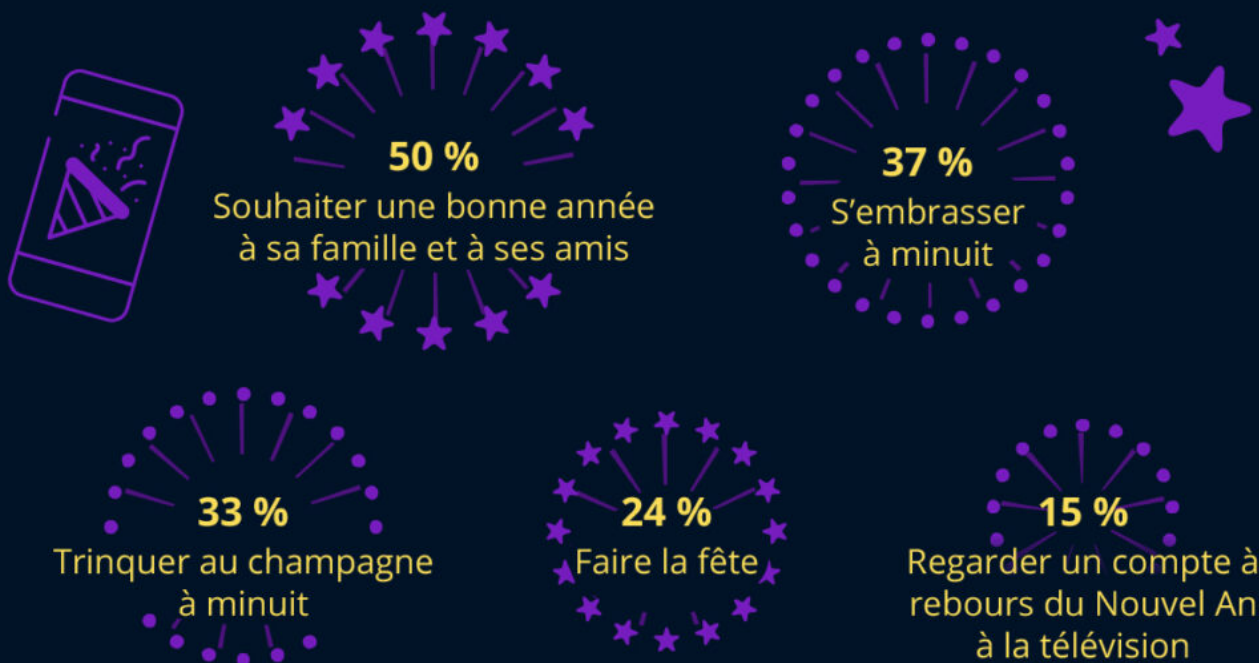 50 %
Souhaiter une bonne année
à sa famille et à ses amis
37 %
S'embrasser
à minuit
33 %
Trinquer au champagne
à minuit
24 %
Faire la fête
15 %
Regarder un compte à
rebours du Nouvel An
à la télévision